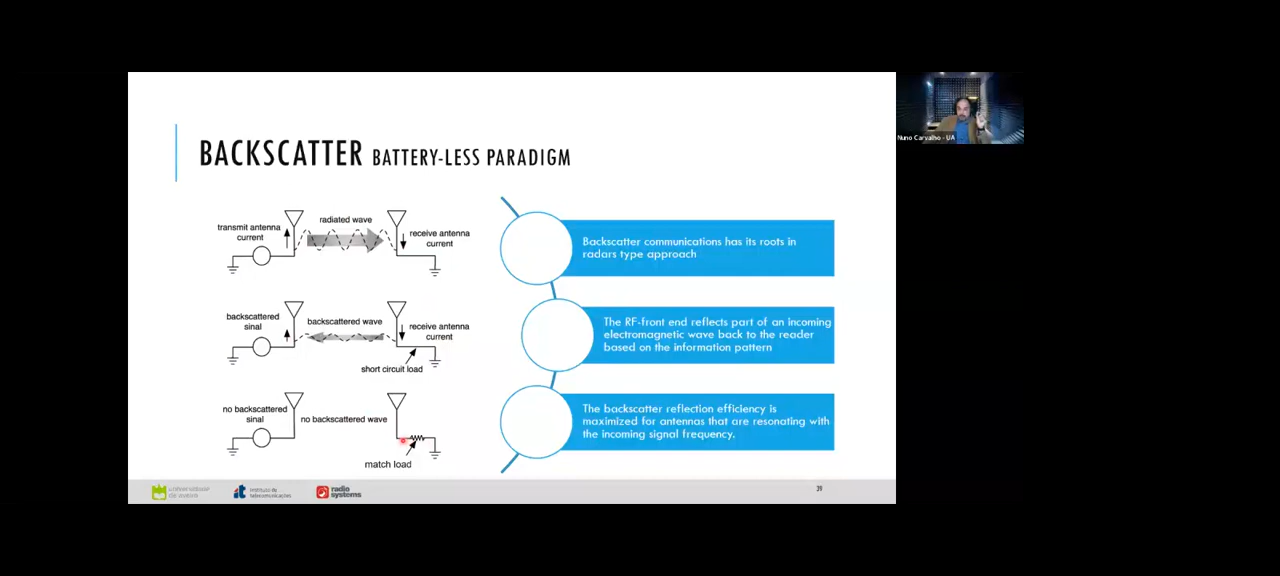 BACKSCATTER BATTERY-LESS PARADIGM
transmit antenna
current
radiated wave
receive antenna
current
backscattered
sinal
backscattered wave
receive antenna
current
short circuit load
no backscattered
sinal
no backscattered wave
match load
Backscatter communications has its roots in
radars type approach
The RF-front end reflects part of an incoming
electromagnetic wave back to the reader
based on the information pattern
The backscatter reflection efficiency is
maximized for antennas that are resonating with
the incoming signal frequency.
universidade
de aveiro
it
instituto de
telecomunicações
radio
systems
39
Nuno Carvalho - UA